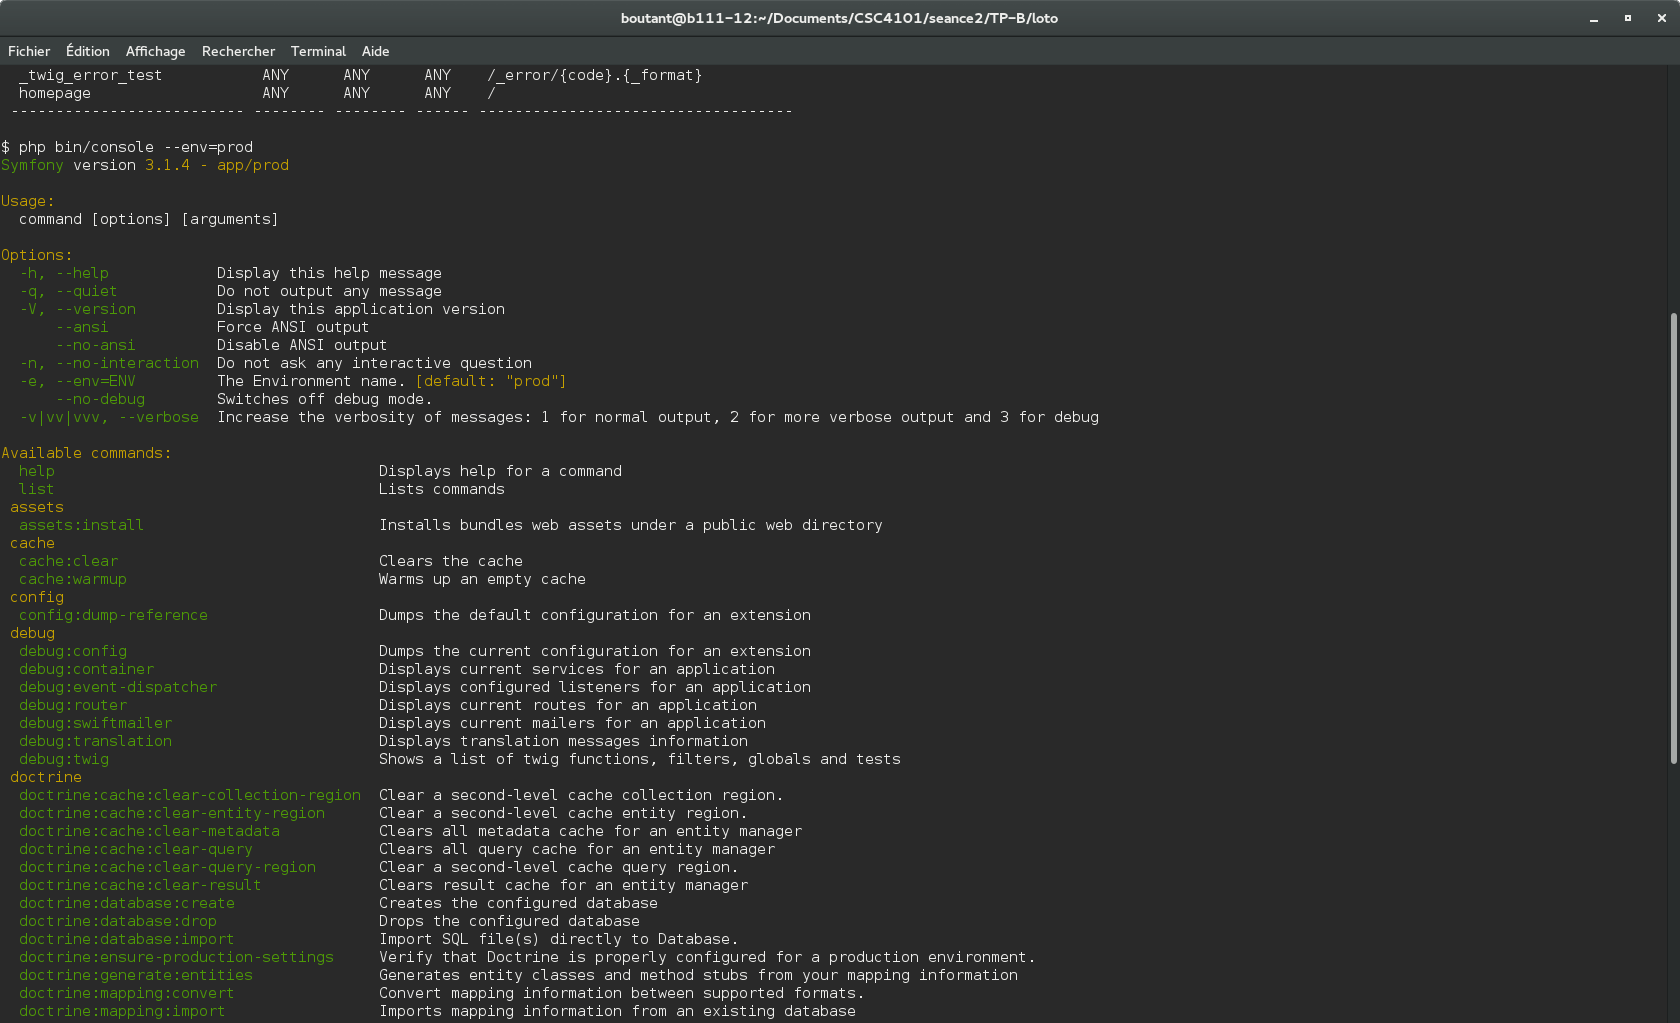 boutant@b111-12:~/Documents/CSC4101/seance2/TP-B/loto
Fichier Édition Affichage Rechercher Terminal Aide
_twig_error_test ANY ANY ANY /_error/{code}.{_format}
homepage ANY ANY ANY /
-------------------------- -------- -------- ------ -----------------------------------
$ php bin/console --env=prod
Symfony version 3.1.4 - app/prod
Usage:
command [options] [arguments]
Options:
-h, --help Display this help message
-q, --quiet Do not output any message
-V, --version Display this application version
--ansi Force ANSI output
--no-ansi Disable ANSI output
-n, --no-interaction Do not ask any interactive question
-e, --env=ENV The Environment name. [default: "prod"]
--no-debug Switches off debug mode.
-v|vv|vvv, --verbose Increase the verbosity of messages: 1 for normal output, 2 for more verbose output and 3 for debug
Available commands:
help Displays help for a command
list Lists commands
assets
assets:install Installs bundles web assets under a public web directory
cache
cache:clear Clears the cache
cache:warmup Warms up an empty cache
config
config:dump-reference Dumps the default configuration for an extension
debug
debug:config Dumps the current configuration for an extension
debug:container Displays current services for an application
debug:event-dispatcher Displays configured listeners for an application
debug:router Displays current routes for an application
debug:swiftmailer Displays current mailers for an application
debug:translation Displays translation messages information
debug:twig Shows a list of twig functions, filters, globals and tests
doctrine
doctrine:cache:clear-collection-region Clear a second-level cache collection region.
doctrine:cache:clear-entity-region Clear a second-level cache entity region.
doctrine:cache:clear-metadata Clears all metadata cache for an entity manager
doctrine:cache:clear-query Clears all query cache for an entity manager
doctrine:cache:clear-query-region Clear a second-level cache query region.
doctrine:cache:clear-result Clears result cache for an entity manager
doctrine:database:create Creates the configured database
doctrine:database:drop Drops the configured database
doctrine:database:import Import SQL file(s) directly to Database.
doctrine:ensure-production-settings Verify that Doctrine is properly configured for a production environment.
doctrine:generate:entities Generates entity classes and method stubs from your mapping information
doctrine:mapping:convert Convert mapping information between supported formats.
doctrine:mapping:import Imports mapping information from an existing database